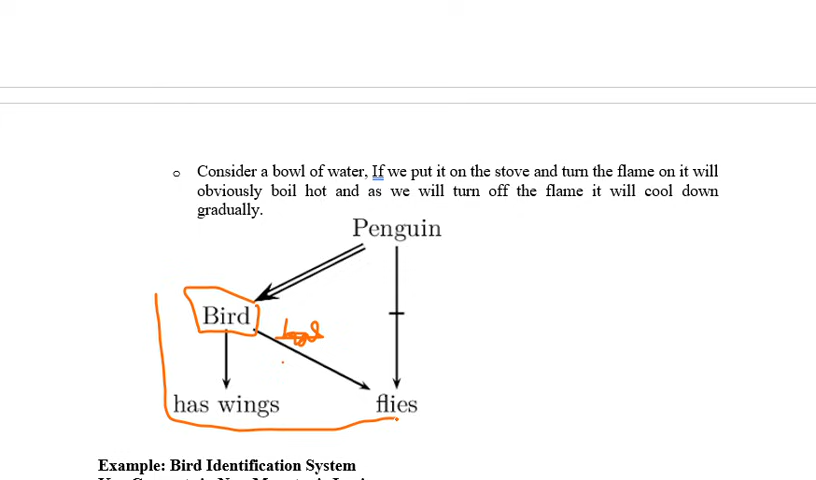 o Consider a bowl of water, If we put it on the stove and turn the flame on it will
obviously boil hot and as we will turn off the flame it will cool down
gradually.
Penguin
Bird
has wings
flies
Example: Bird Identification System